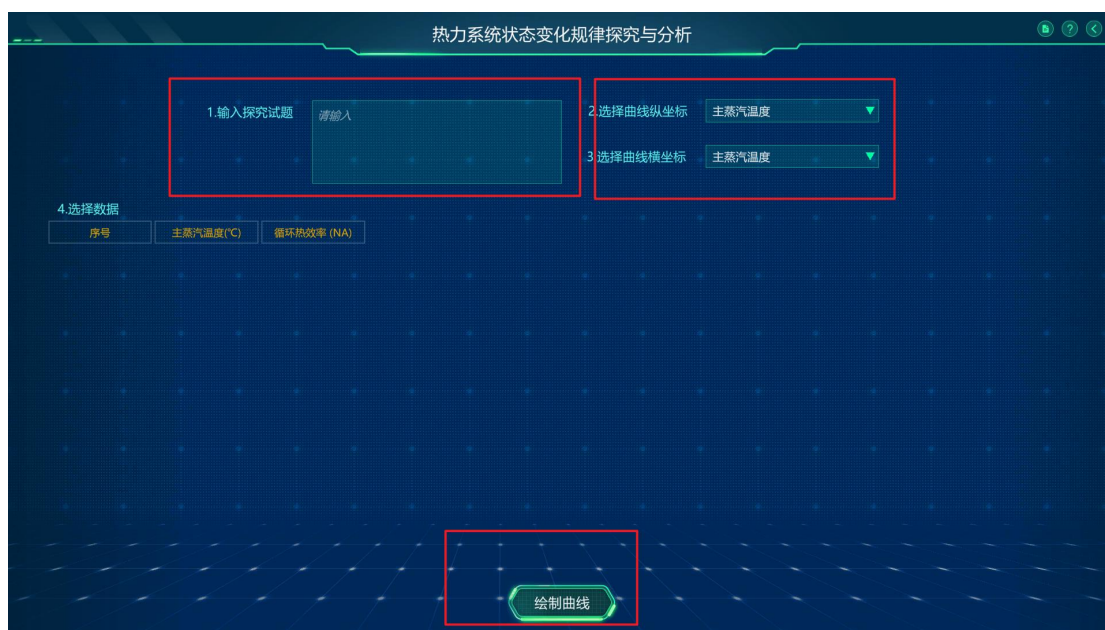 热力系统状态变化规律探究与分析
1.输入探究试题
请输入
2.选择曲线纵坐标
主蒸汽温度
3.选择曲线横坐标
主蒸汽温度
4.选择数据
序号
主蒸汽温度(℃)
循环热效率 (NA)
绘制曲线